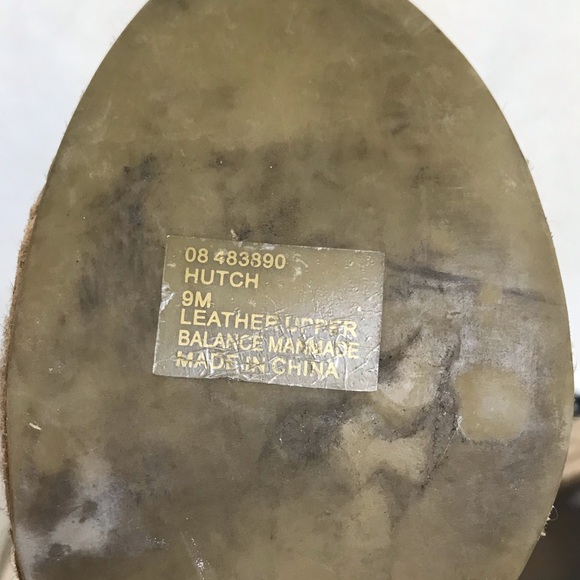 08 483890
HUTCH
9M
LEATHER UPPER
BALANCE MANMADE
MADE IN CHINA